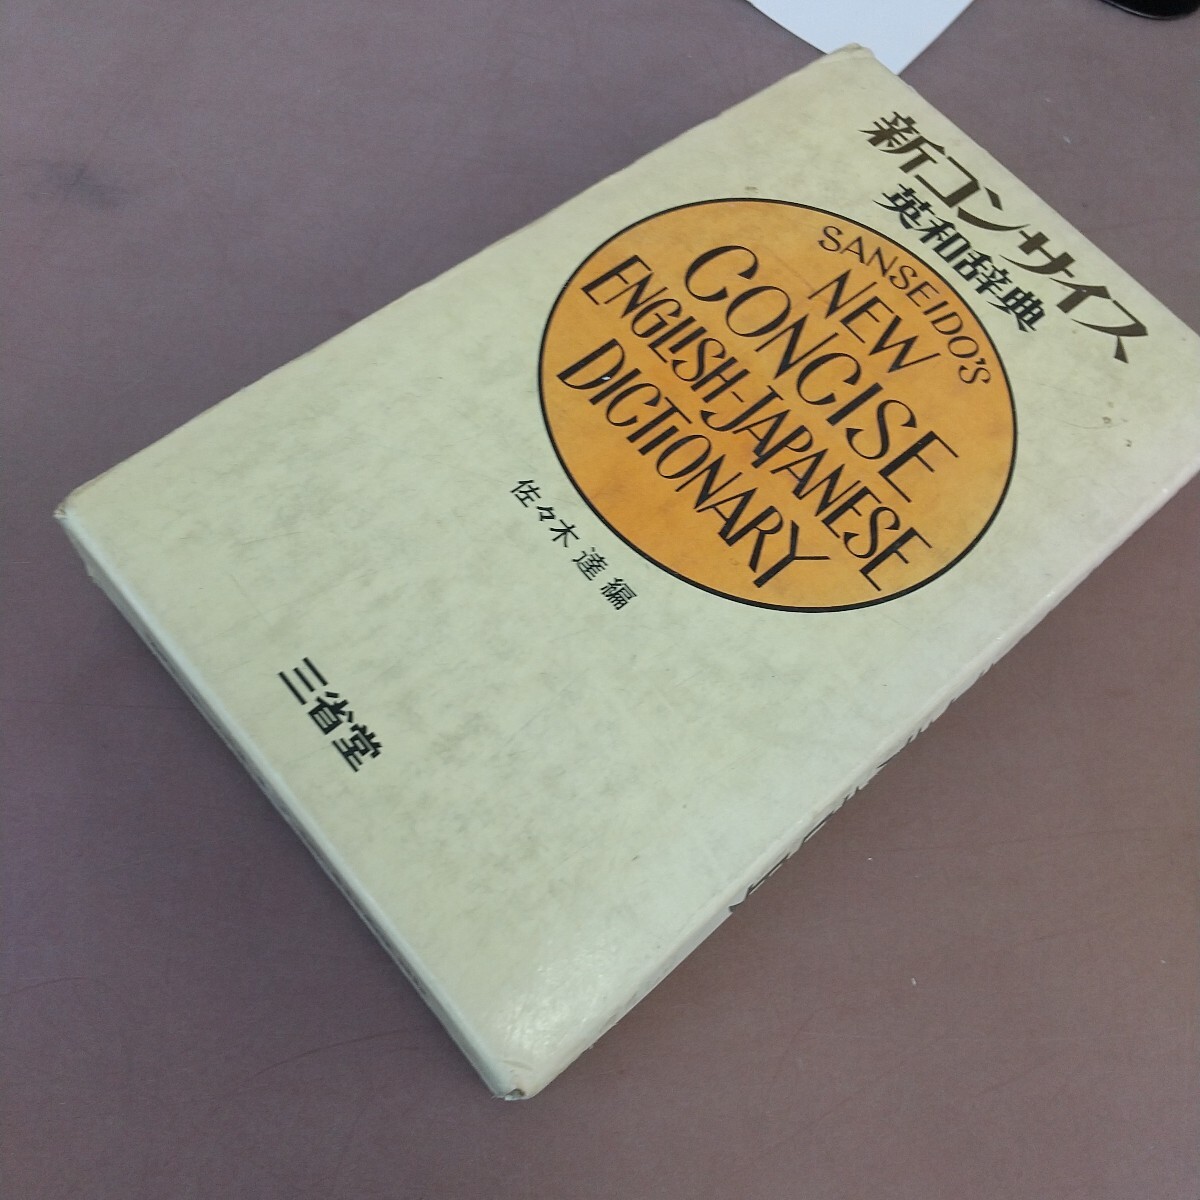 新コンサイス
英和辞典
SANSEIDO'S
NEW
CONCISE
ENGLISH-JAPANESE
DICTIONARY
佐々木達編
三省堂